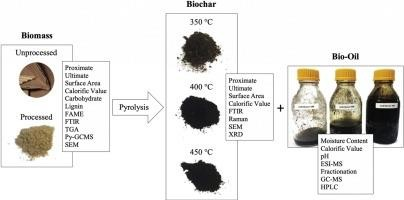 Biomass
Unprocessed
Processed
Proximate
Ultimate
Surface Area
Calorific Value
Carbohydrate
Lignin
FAME
FTIR
TGA
Py-GCMS
SEM
Pyrolysis
Biochar
350 °C
400 °C
450 °C
Proximate
Ultimate
Surface Area
Calorific Value
FTIR
Raman
SEM
XRD
+
Bio-Oil
Moisture Content
Calorific Value
pH
ESI-MS
Fractionation
GC-MS
HPLC